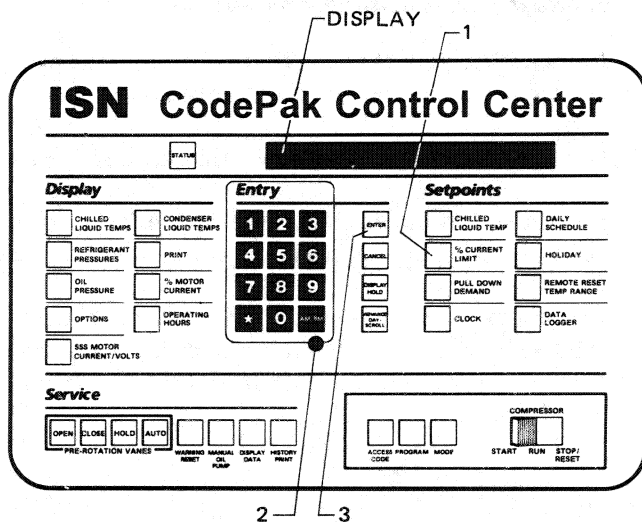 DISPLAY
1
ISN CodePak Control Center
STATUS
Display
CHILLED
LIQUID TEMPS
CONDENSER
LIQUID TEMPS
REFRIGERANT
PRESSURES
PRINT
OIL
PRESSURE
% MOTOR
CURRENT
OPTIONS
OPERATING
HOURS
SSS MOTOR
CURRENT/VOLTS
Entry
1 2 3
4 5 6
7 8 9
* 0 AM/PM
ENTER
CANCEL
DISPLAY
HOLD
ADVANCE
DAY-
SCROLL
Setpoints
CHILLED
LIQUID TEMP
DAILY
SCHEDULE
% CURRENT
LIMIT
HOLIDAY
PULL DOWN
DEMAND
REMOTE RESET
TEMP RANGE
CLOCK
DATA
LOGGER
Service
OPEN CLOSE HOLD AUTO
PRE-ROTATION VANES
WARNING
RESET
MANUAL
OIL
PUMP
DISPLAY
DATA
HISTORY
PRINT
ACCESS
CODE
PROGRAM
MODE
COMPRESSOR
START RUN STOP/
RESET
2
3